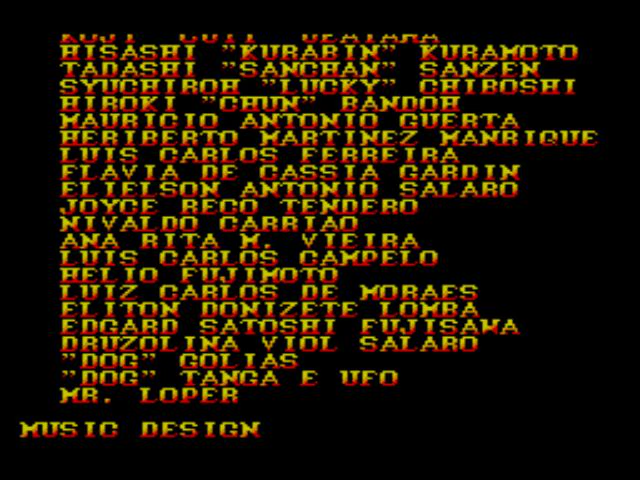 HISASHI "KURABIN" KURAMOTO
TADASHI "SANCHAN" SANZEN
SYUCHIROH "LUCKY" CHIBOSHI
HIROKI "CHUN" BANDOH
MAURICIO ANTONIO GUERTA
HERIBERTO MARTINEZ MANRIQUE
LUIS CARLOS FERREIRA
FLAVIA DE CASSIA GARDIN
ELIELSON ANTONIO SALARO
JOYCE RECO TENDERO
NIVALDO CARRIAO
ANA RITA M. VIEIRA
LUIS CARLOS CAMPELO
HELIO FUJIMOTO
LUIZ CARLOS DE MORAES
ELITON DONIZETE LOMBA
EDGARD SATOSHI FUJISAWA
DRUZOLINA VIOL SALARO
"DOG" GOLIAS
"DOG" TANGA E UFO
MR. LOPER
MUSIC DESIGN